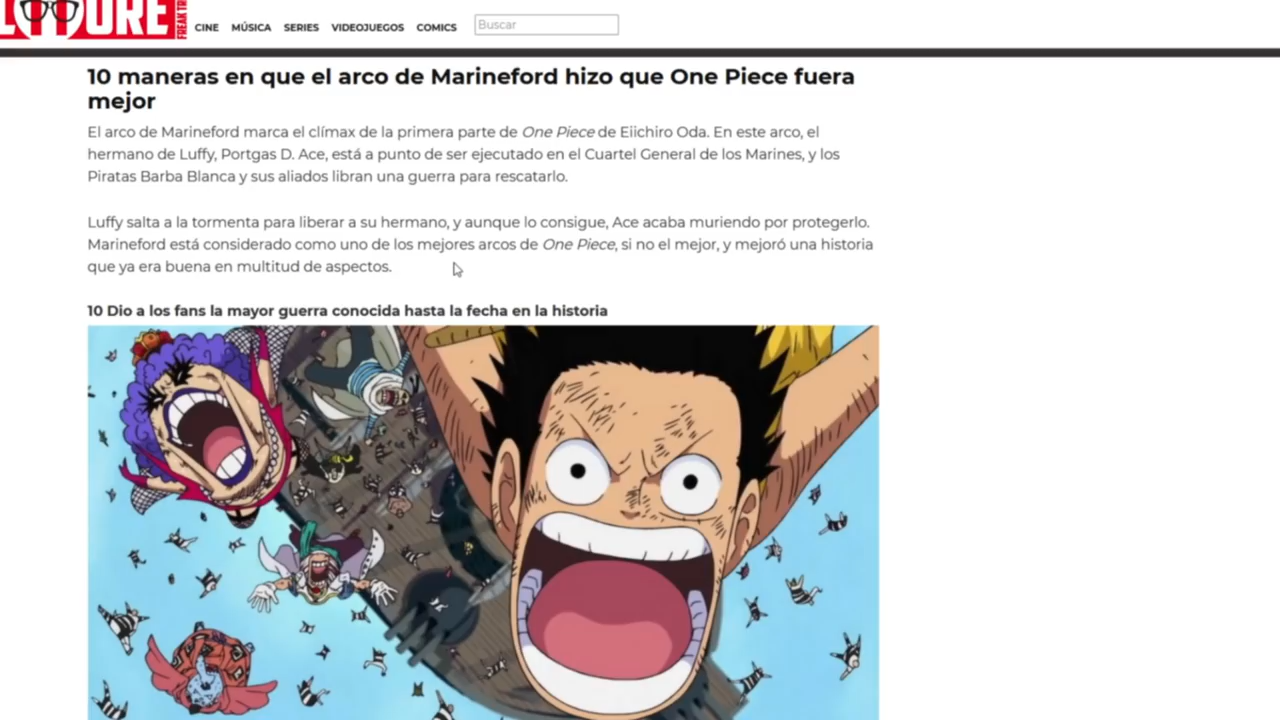 CINE MÚSICA SERIES VIDEOJUEGOS COMICS Buscar
10 maneras en que el arco de Marineford hizo que One Piece fuera
mejor
El arco de Marineford marca el clímax de la primera parte de One Piece de Eiichiro Oda. En este arco, el
hermano de Luffy, Portgas D. Ace, está a punto de ser ejecutado en el Cuartel General de los Marines, y los
Piratas Barba Blanca y sus aliados libran una guerra para rescatarlo.
Luffy salta a la tormenta para liberar a su hermano, y aunque lo consigue, Ace acaba muriendo por protegerlo.
Marineford está considerado como uno de los mejores arcos de One Piece, si no el mejor, y mejoró una historia
que ya era buena en multitud de aspectos.
10 Dio a los fans la mayor guerra conocida hasta la fecha en la historia